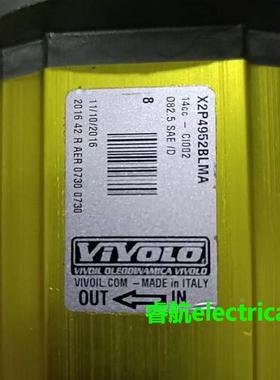 X2P4952BLMA
14cc - CI002
D82.5 SAE /D
8
11/10/2016
2016 42 R AER 0730 0730
ViVOLO
VIVOIL OLEODINAMICA VIVOLO
VIVOIL.COM - MADE in ITALY
OUT IN
睿航electrical